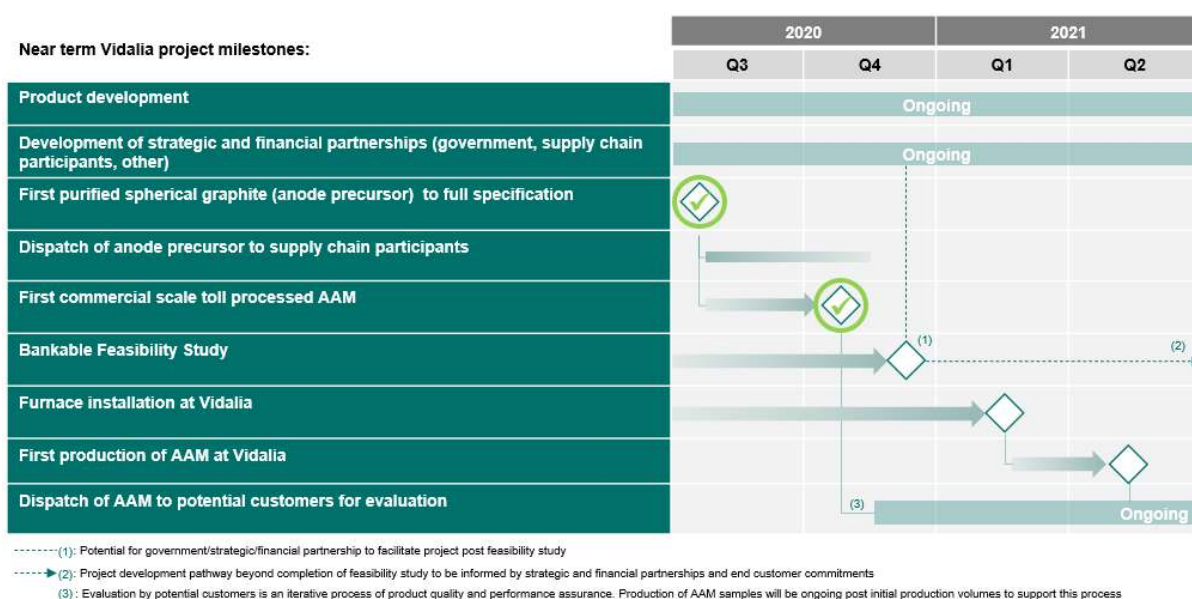 2020 2021
Near term Vidalia project milestones:
Q3 Q4 Q1 Q2
Product development
Ongoing
Development of strategic and financial partnerships (government, supply chain
participants, other)
Ongoing
First purified spherical graphite (anode precursor) to full specification
Dispatch of anode precursor to supply chain participants
First commercial scale toll processed AAM
Bankable Feasibility Study
(1)
(2)
Furnace installation at Vidalia
First production of AAM at Vidalia
Dispatch of AAM to potential customers for evaluation
(3)
Ongoing
(1): Potential for government/strategic/financial partnership to facilitate project post feasibility study
(2): Project development pathway beyond completion of feasibility study to be informed by strategic and financial partnerships and end customer commitments
(3) : Evaluation by potential customers is an iterative process of product quality and performance assurance. Production of AAM samples will be ongoing post initial production volumes to support this process